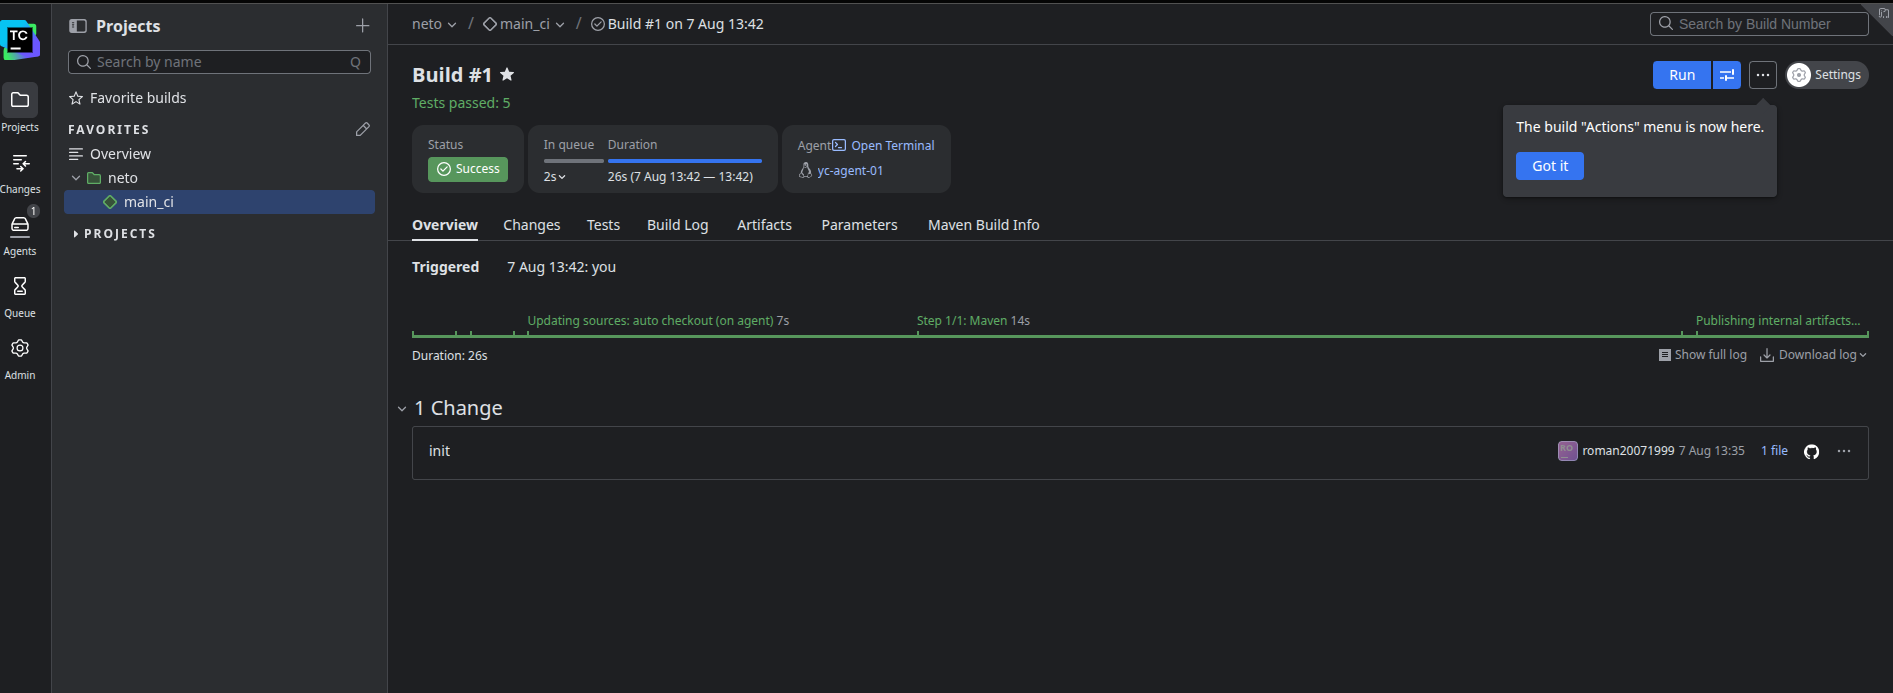 TC
Projects
Changes
1
Agents
Queue
Admin
Projects
Search by name
Q
Favorite builds
FAVORITES
Overview
neto
main_ci
PROJECTS
neto / main_ci / Build #1 on 7 Aug 13:42
Search by Build Number
Build #1
Run
Settings
Tests passed: 5
The build "Actions" menu is now here.
Got it
Status
Success
In queue
2s
Duration
26s (7 Aug 13:42 — 13:42)
Agent Open Terminal
yc-agent-01
Overview Changes Tests Build Log Artifacts Parameters Maven Build Info
Triggered 7 Aug 13:42: you
Updating sources: auto checkout (on agent) 7s Step 1/1: Maven 14s Publishing internal artifacts...
Duration: 26s Show full log Download log
1 Change
init roman20071999 7 Aug 13:35 1 file